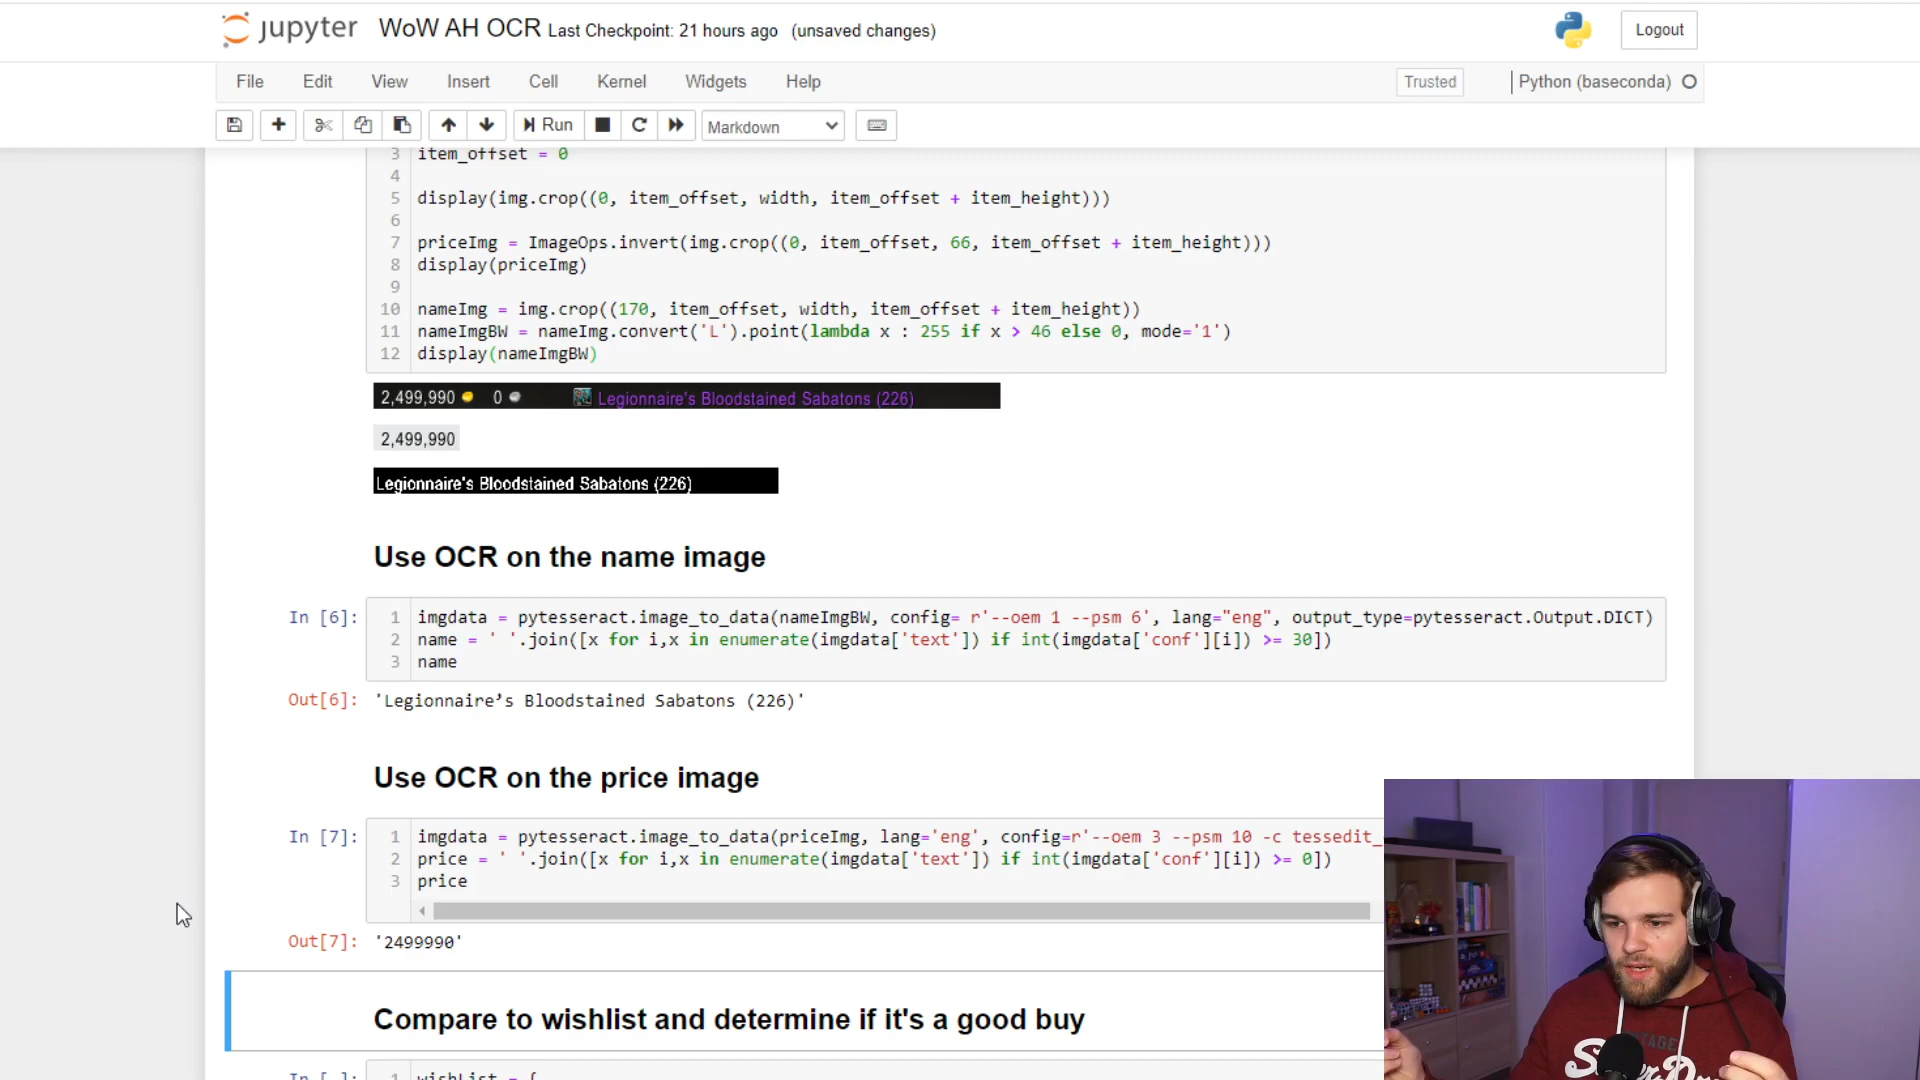 jupyter WoW AH OCR Last Checkpoint: 21 hours ago (unsaved changes) Logout
File Edit View Insert Cell Kernel Widgets Help Trusted Python (baseconda)
Run Markdown
3 item_offset = 0
4
5 display(img.crop((0, item_offset, width, item_offset + item_height)))
6
7 priceImg = ImageOps.invert(img.crop((0, item_offset, 66, item_offset + item_height)))
8 display(priceImg)
9
10 nameImg = img.crop((170, item_offset, width, item_offset + item_height))
11 nameImgBW = nameImg.convert('L').point(lambda x : 255 if x > 46 else 0, mode='1')
12 display(nameImgBW)
2,499,990 0 Legionnaire's Bloodstained Sabatons (226)
2,499,990
Legionnaire's Bloodstained Sabatons (226)
Use OCR on the name image
In [6]: 1 imgdata = pytesseract.image_to_data(nameImgBW, config= r'--oem 1 --psm 6', lang="eng", output_type=pytesseract.Output.DICT)
2 name = ' '.join([x for i,x in enumerate(imgdata['text']) if int(imgdata['conf'][i]) >= 30])
3 name
Out[6]: 'Legionnaire’s Bloodstained Sabatons (226)'
Use OCR on the price image
In [7]: 1 imgdata = pytesseract.image_to_data(priceImg, lang='eng', config=r'--oem 3 --psm 10 -c tessedit_
2 price = ' '.join([x for i,x in enumerate(imgdata['text']) if int(imgdata['conf'][i]) >= 0])
3 price
Out[7]: '2499990'
Compare to wishlist and determine if it's a good buy
In [ ]: 1 wishList = {